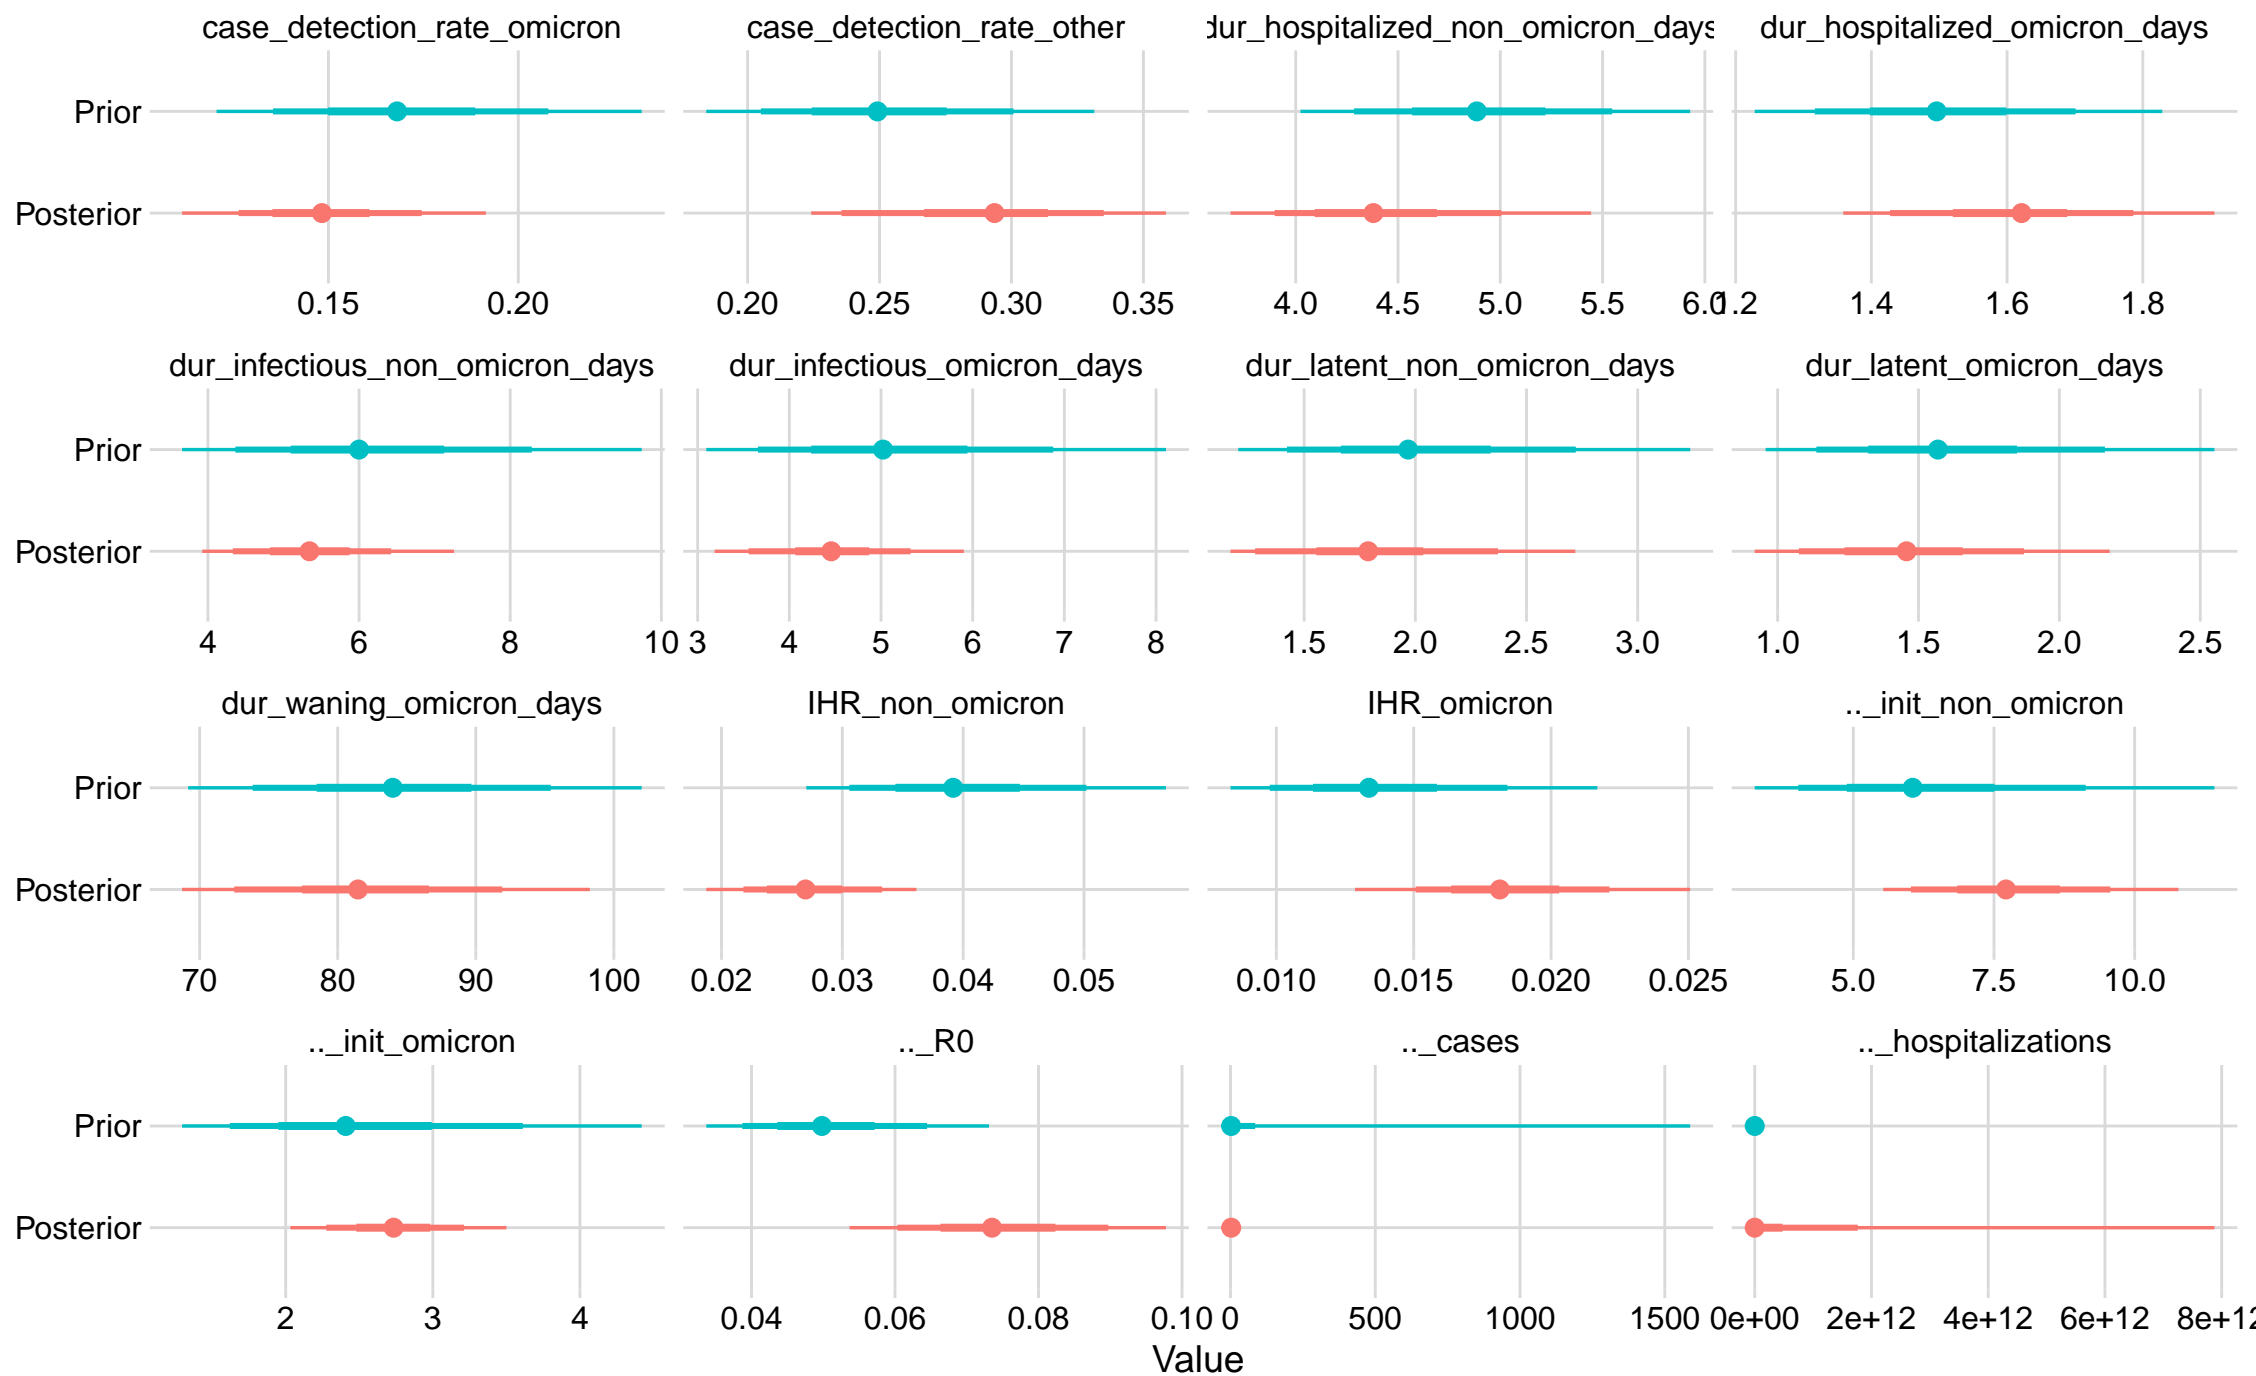 case_detection_rate_omicron case_detection_rate_other dur_hospitalized_non_omicron_days dur_hospitalized_omicron_days
Prior
Posterior
0.15 0.20 0.20 0.25 0.30 0.35 4.0 4.5 5.0 5.5 6.0 1.2 1.4 1.6 1.8
dur_infectious_non_omicron_days dur_infectious_omicron_days dur_latent_non_omicron_days dur_latent_omicron_days
Prior
Posterior
4 6 8 10 3 4 5 6 7 8 1.5 2.0 2.5 3.0 1.0 1.5 2.0 2.5
dur_waning_omicron_days IHR_non_omicron IHR_omicron .._init_non_omicron
Prior
Posterior
70 80 90 100 0.02 0.03 0.04 0.05 0.010 0.015 0.020 0.025 5.0 7.5 10.0
.._init_omicron .._R0 .._cases .._hospitalizations
Prior
Posterior
2 3 4 0.04 0.06 0.08 0.10 0 500 1000 1500 0e+00 2e+12 4e+12 6e+12 8e+12
Value